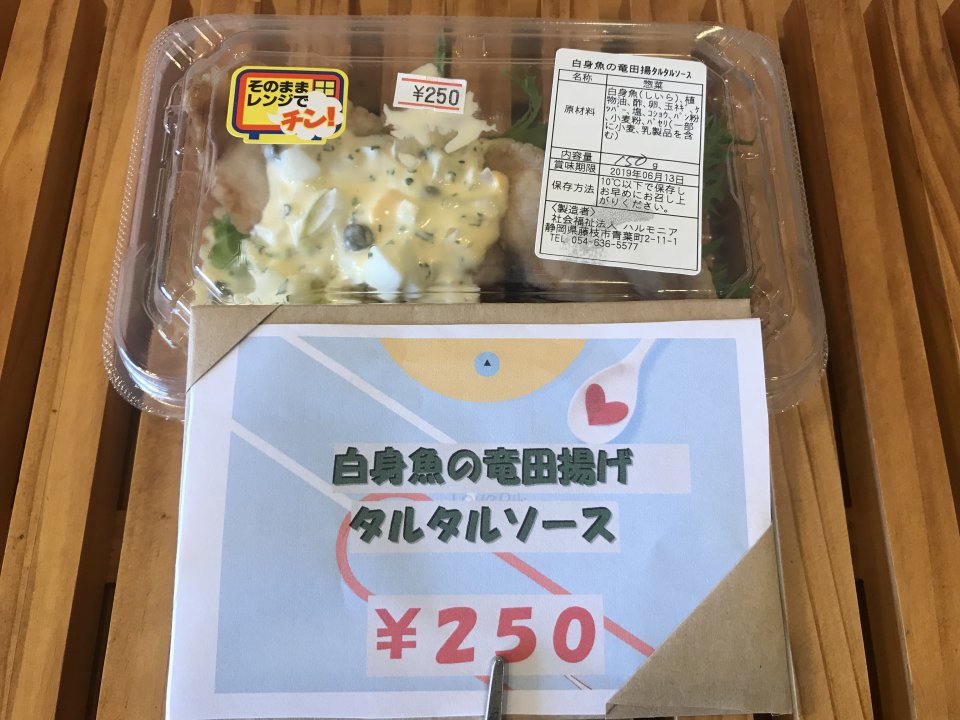 そのまま
レンジで
チン!
¥250
白身魚の竜田揚タルタルソース
名称 惣菜
原材料 白身魚(しいら)、植
物油、酢、卵、玉ネギ、ケ
ッパー、塩、コショウ、パン粉
、小麦粉、パセリ(一部
に小麦、乳製品を含
む)
内容量 150g
賞味期限 2019年06月13日
保存方法 10℃以下で保存し
お早めにお召し上
がりください。
〈製造者〉
社会福祉法人 ハルモニア
静岡県藤枝市青葉町2-11-1
TEL 054-636-5577
白身魚の竜田揚げ
タルタルソース
¥250